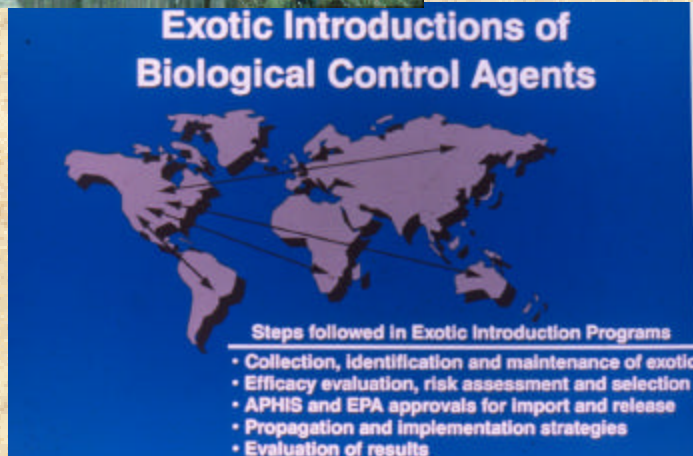 Exotic Introductions of
Biological Control Agents
Steps followed in Exotic Introduction Programs
• Collection, identification and maintenance of exotic
• Efficacy evaluation, risk assessment and selection
• APHIS and EPA approvals for import and release
• Propagation and implementation strategies
• Evaluation of results